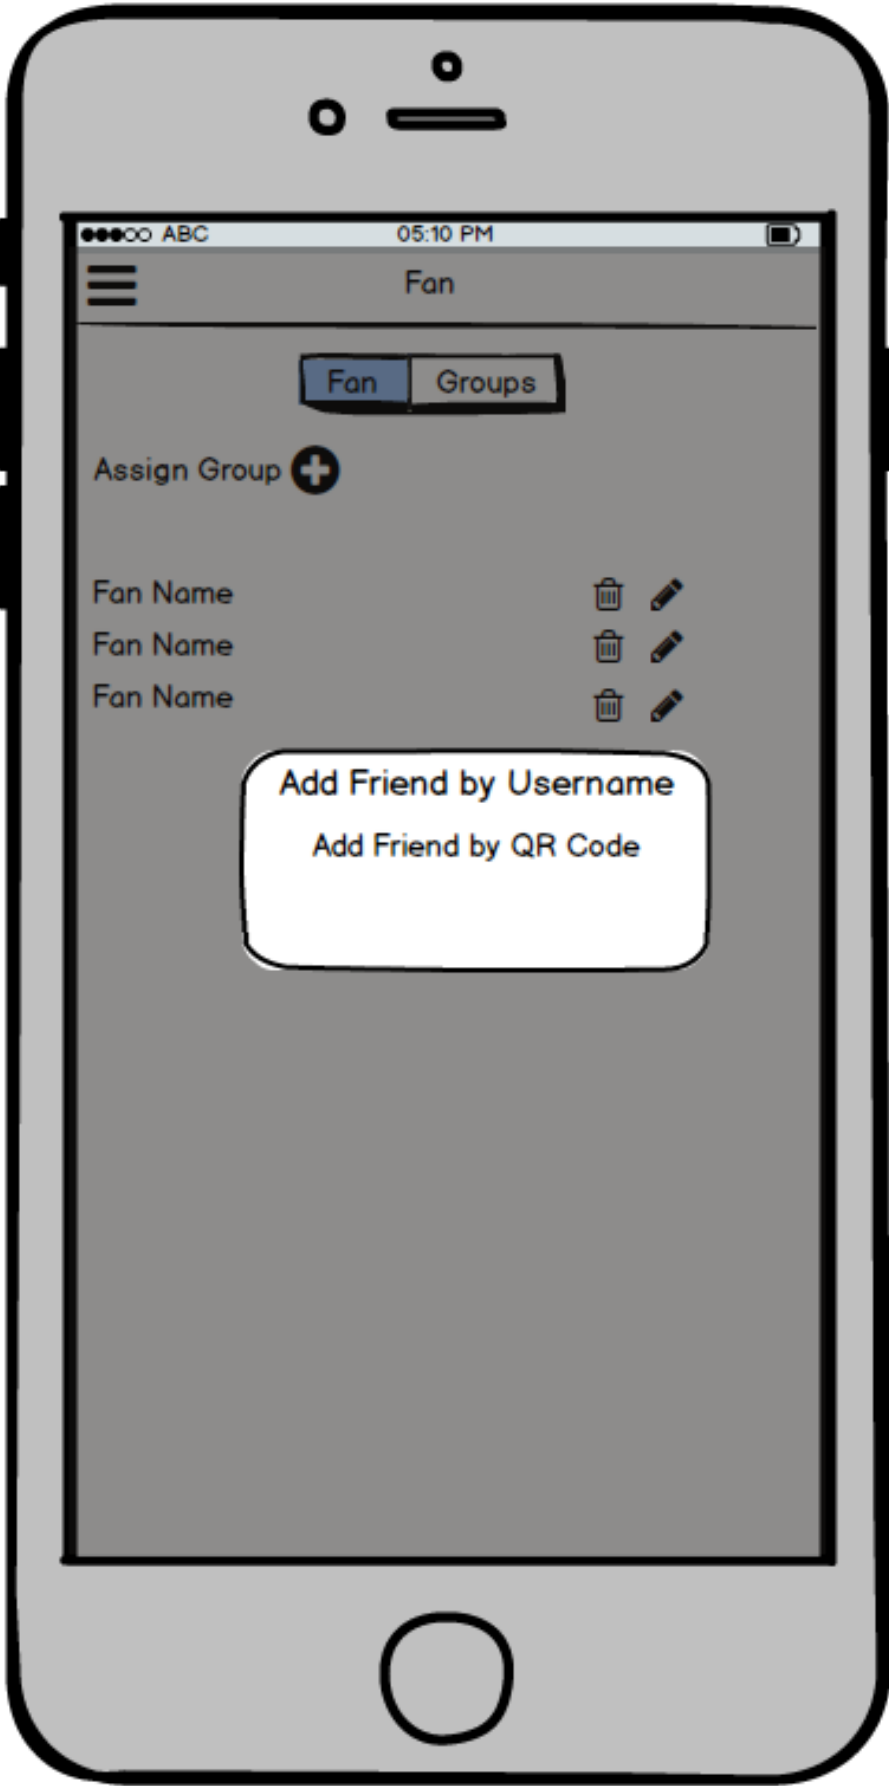 ABC 05:10 PM
Fan
Fan Groups
Assign Group
Fan Name
Fan Name
Fan Name
Add Friend by Username
Add Friend by QR Code